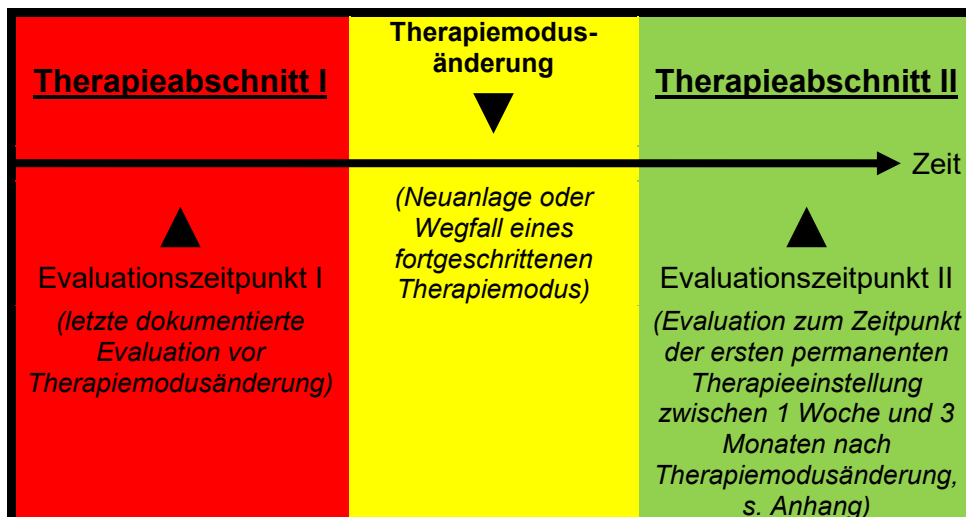 Therapieabschnitt I
Therapiemodus-
änderung
Therapieabschnitt II
Zeit
Evaluationszeitpunkt I
(letzte dokumentierte
Evaluation vor
Therapiemodusänderung)
(Neuanlage oder
Wegfall eines
fortgeschrittenen
Therapiemodus)
Evaluationszeitpunkt II
(Evaluation zum Zeitpunkt
der ersten permanenten
Therapieeinstellung
zwischen 1 Woche und 3
Monaten nach
Therapiemodusänderung,
s. Anhang)